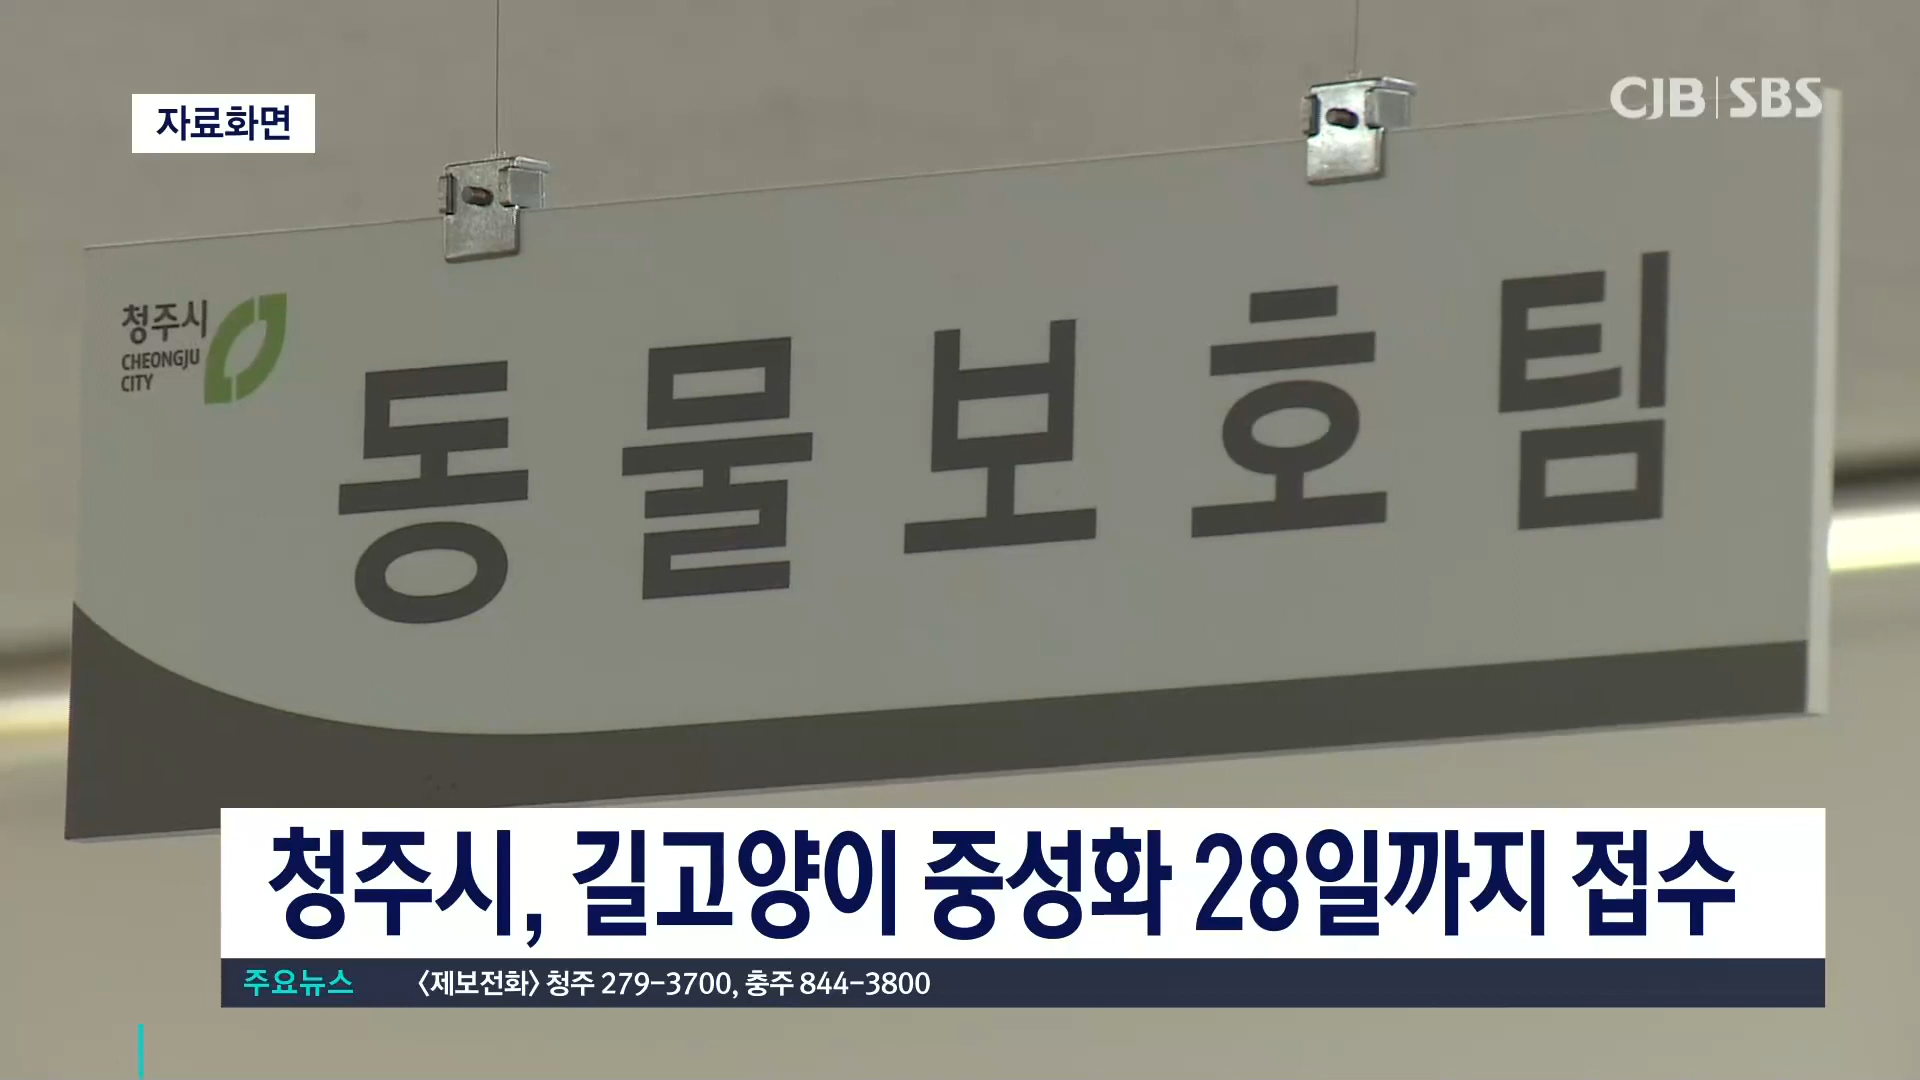 자료화면
CJB SBS
청주시
CHEONGJU
CITY
동물보호팀
청주시, 길고양이 중성화 28일까지 접수
주요뉴스 〈제보전화〉 청주 279-3700, 충주 844-3800